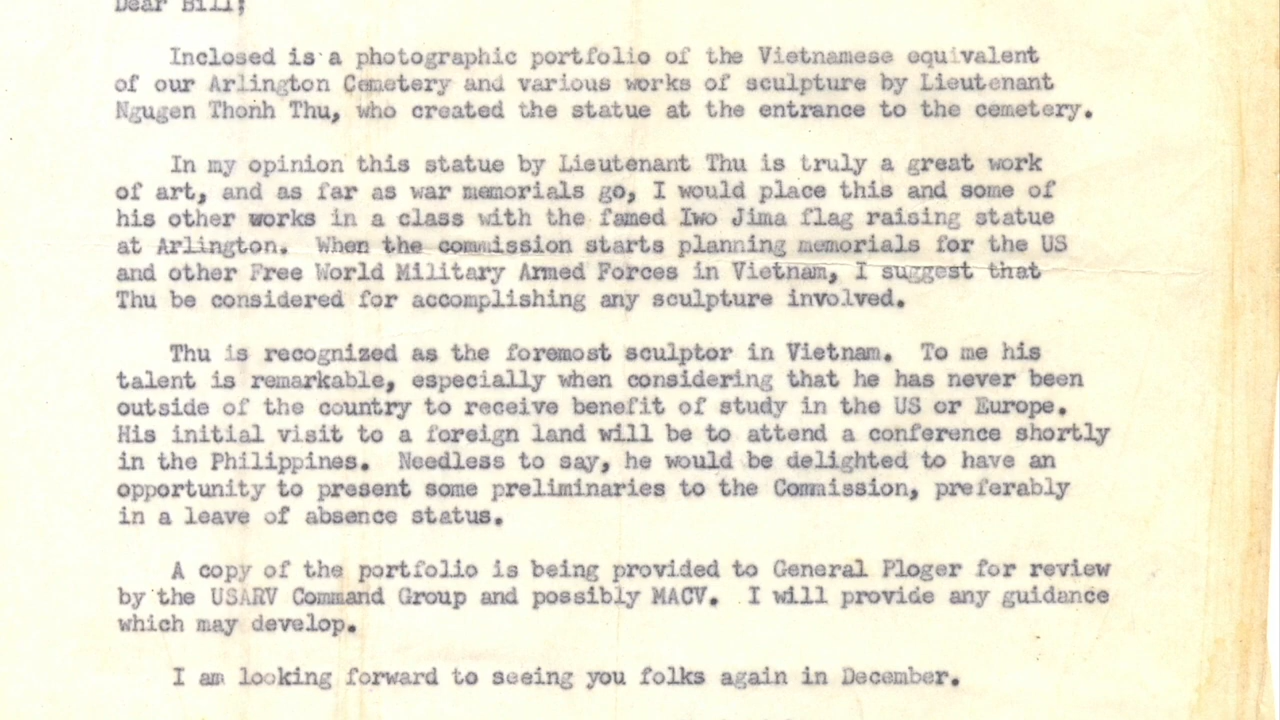 Dear Bill;
Inclosed is a photographic portfolio of the Vietnamese equivalent
of our Arlington Cemetery and various works of sculpture by Lieutenant
Ngugen Thonh Thu, who created the statue at the entrance to the cemetery.
In my opinion this statue by Lieutenant Thu is truly a great work
of art, and as far as war memorials go, I would place this and some of
his other works in a class with the famed Iwo Jima flag raising statue
at Arlington. When the commission starts planning memorials for the US
and other Free World Military Armed Forces in Vietnam, I suggest that
Thu be considered for accomplishing any sculpture involved.
Thu is recognized as the foremost sculptor in Vietnam. To me his
talent is remarkable, especially when considering that he has never been
outside of the country to receive benefit of study in the US or Europe.
His initial visit to a foreign land will be to attend a conference shortly
in the Philippines. Needless to say, he would be delighted to have an
opportunity to present some preliminaries to the Commission, preferably
in a leave of absence status.
A copy of the portfolio is being provided to General Ploger for review
by the USARV Command Group and possibly MACV. I will provide any guidance
which may develop.
I am looking forward to seeing you folks again in December.